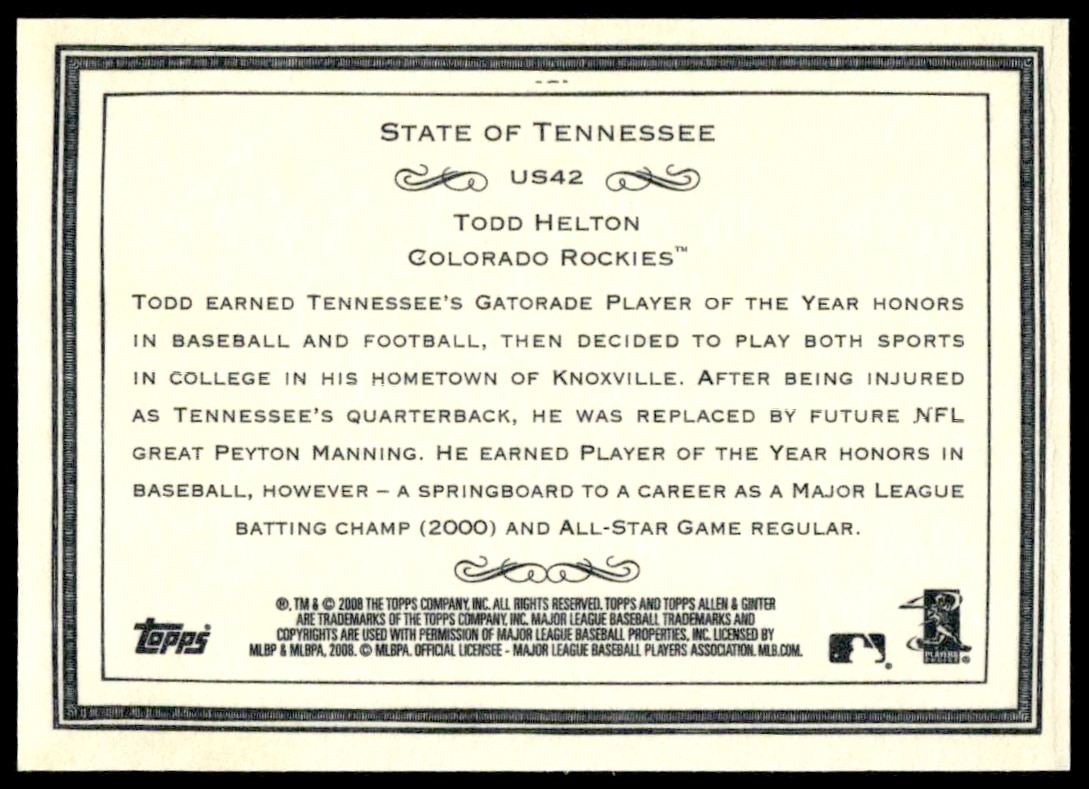 State of Tennessee
US42
Todd Helton
Colorado Rockies™
Todd earned Tennessee's Gatorade Player of the Year honors
in baseball and football, then decided to play both sports
in college in his hometown of Knoxville. After being injured
as Tennessee's quarterback, he was replaced by future NFL
great Peyton Manning. He earned Player of the Year honors in
baseball, however – a springboard to a career as a Major League
batting champ (2000) and All-Star Game regular.
®, TM & © 2008 THE TOPPS COMPANY, INC. ALL RIGHTS RESERVED. TOPPS AND TOPPS ALLEN & GINTER
ARE TRADEMARKS OF THE TOPPS COMPANY, INC. MAJOR LEAGUE BASEBALL TRADEMARKS AND
COPYRIGHTS ARE USED WITH PERMISSION OF MAJOR LEAGUE BASEBALL PROPERTIES, INC. LICENSED BY
MLBP & MLBPA, 2008. © MLBPA. OFFICIAL LICENSEE - MAJOR LEAGUE BASEBALL PLAYERS ASSOCIATION. MLB.COM.
topps®
®
PLAYERS
®